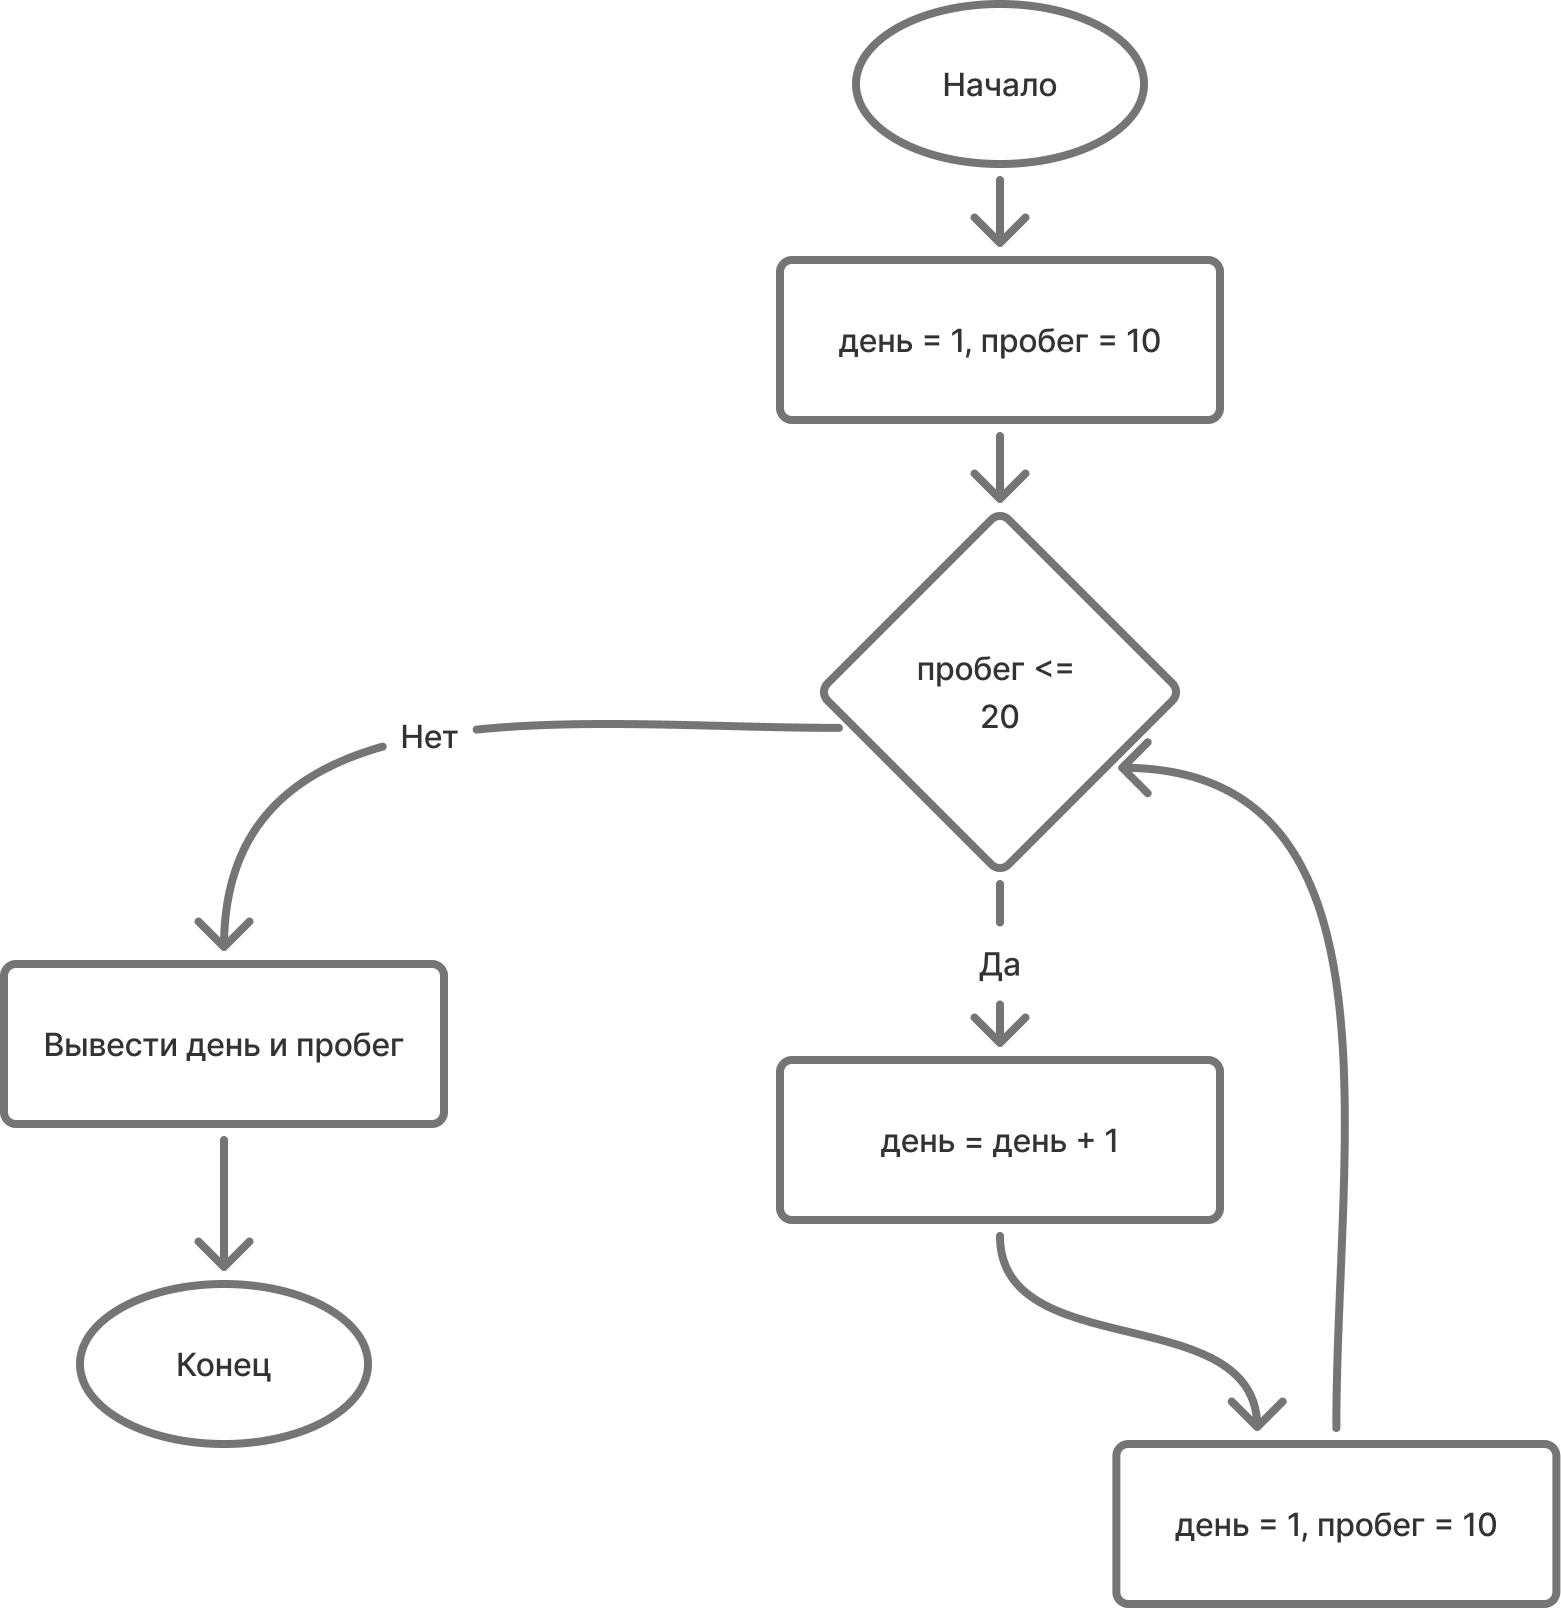 Начало
день = 1, пробег = 10
пробег <=
20
Нет
Да
Вывести день и пробег
день = день + 1
Конец
день = 1, пробег = 10